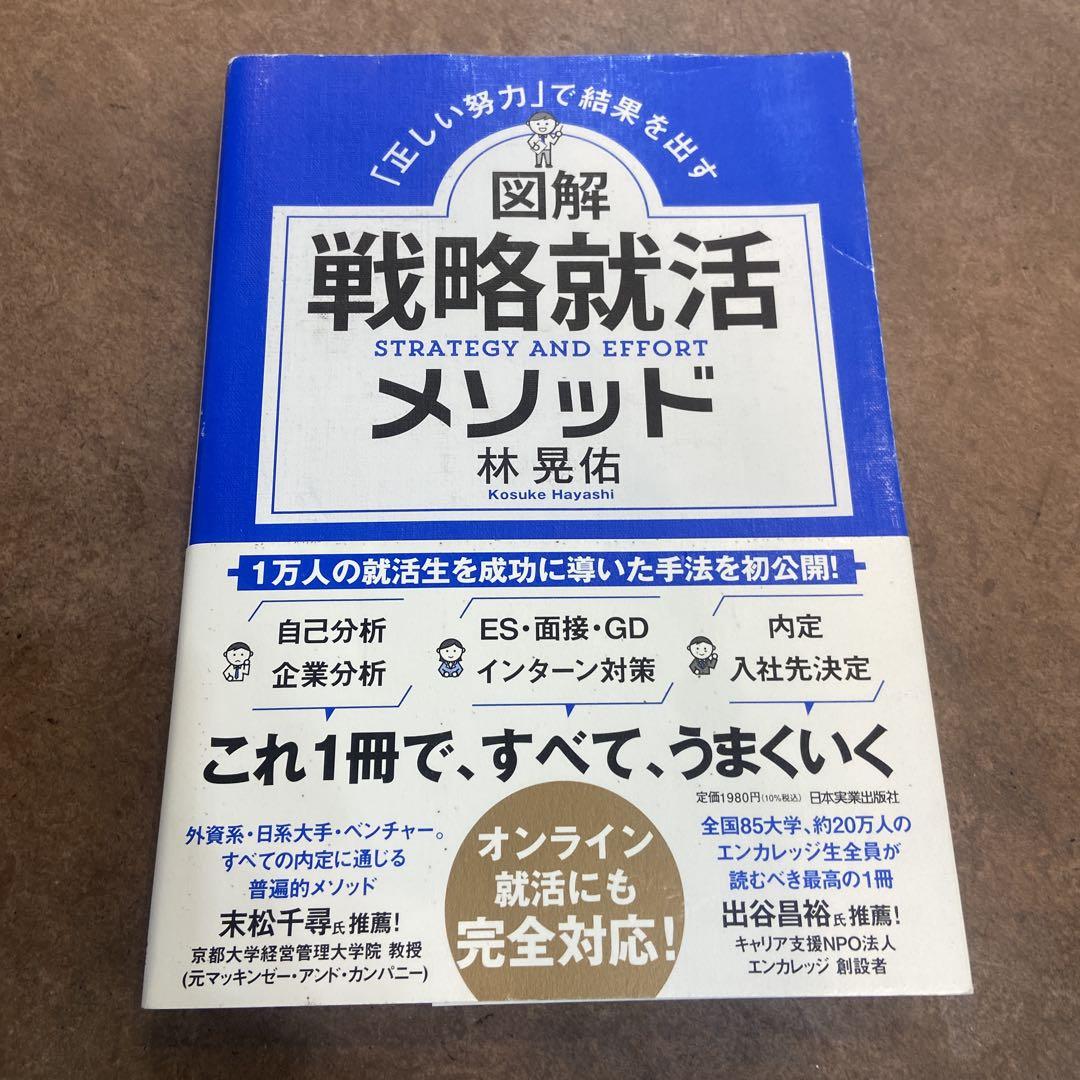 「正しい努力」で結果を出す
図解
戦略就活
STRATEGY AND EFFORT
メソッド
林 晃佑
Kosuke Hayashi
1万人の就活生を成功に導いた手法を初公開!
自己分析
企業分析
ES・面接・GD
インターン対策
内定
入社先決定
これ1冊で、すべて、うまくいく
定価1980円(10%税込) 日本実業出版社
外資系・日系大手・ベンチャー。
すべての内定に通じる
普遍的メソッド
末松千尋氏推薦!
京都大学経営管理大学院 教授
(元マッキンゼー・アンド・カンパニー)
オンライン
就活にも
完全対応!
全国85大学、約20万人の
エンカレッジ生全員が
読むべき最高の1冊
出谷昌裕氏推薦!
キャリア支援NPO法人
エンカレッジ 創設者